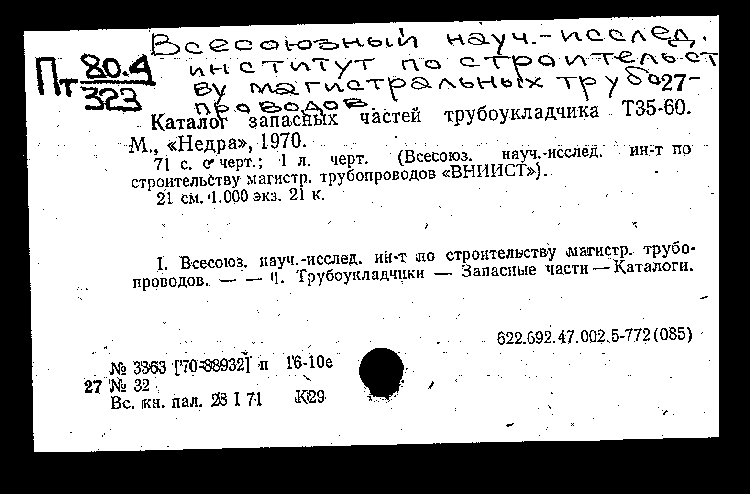 Всесоюзный науч.-исслед.
Пт 80.4
323
институт по строительст
ву магистральных трубо 27-
проводов.
Каталог запасных частей трубоукладчика Т35-60.
М., «Недра», 1970.
71 с. с черт.; 1 л. черт. (Всесоюз. науч.-исслед. ин-т по
строительству магистр. трубопроводов «ВНИИСТ»).
21 см. 1.000 экз. 21 к.
I. Всесоюз. науч.-исслед. ин-т по строительству магистр. трубо-
проводов. — — 1. Трубоукладчики — Запасные части — Каталоги.
622.692.47.002.5-772(085)
№ 3363 [70-88932] п 16-10е
27 № 32
Вс. кн. пал. 28 I 71 К29